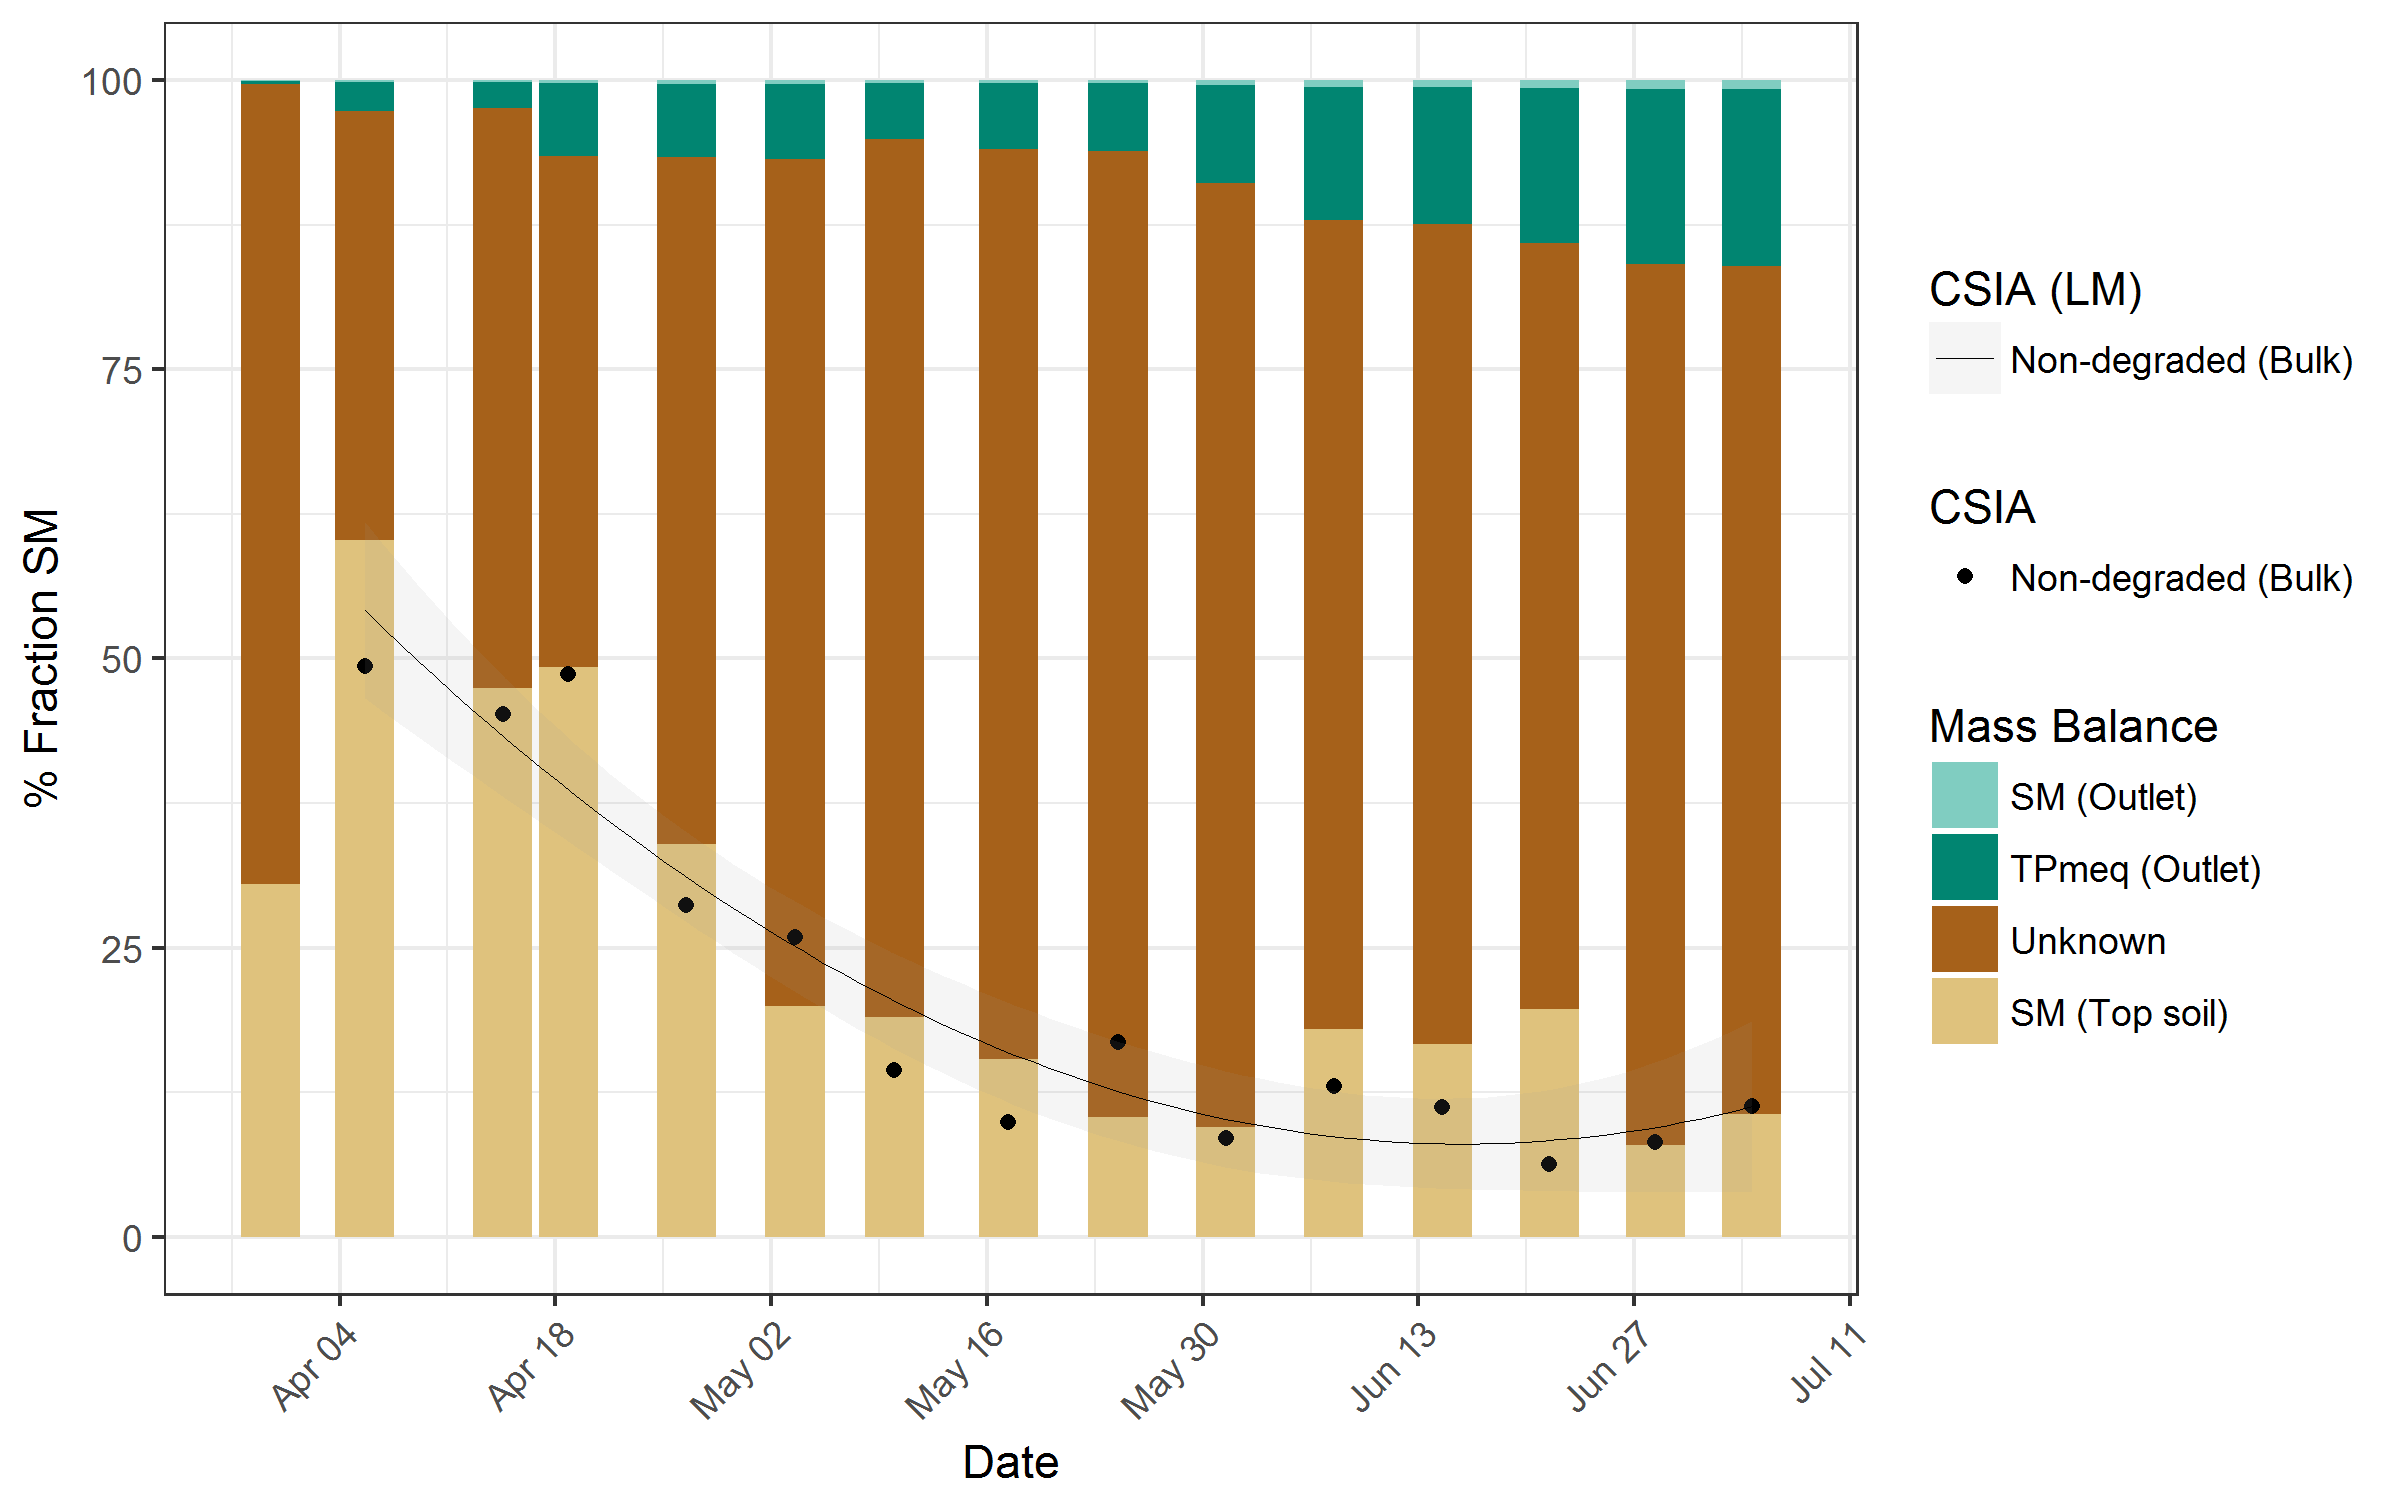 % Fraction SM
100
75
50
25
0
Apr 04
Apr 18
May 02
May 16
May 30
Jun 13
Jun 27
Jul 11
Date
CSIA (LM)
Non-degraded (Bulk)
CSIA
Non-degraded (Bulk)
Mass Balance
SM (Outlet)
TPmeq (Outlet)
Unknown
SM (Top soil)